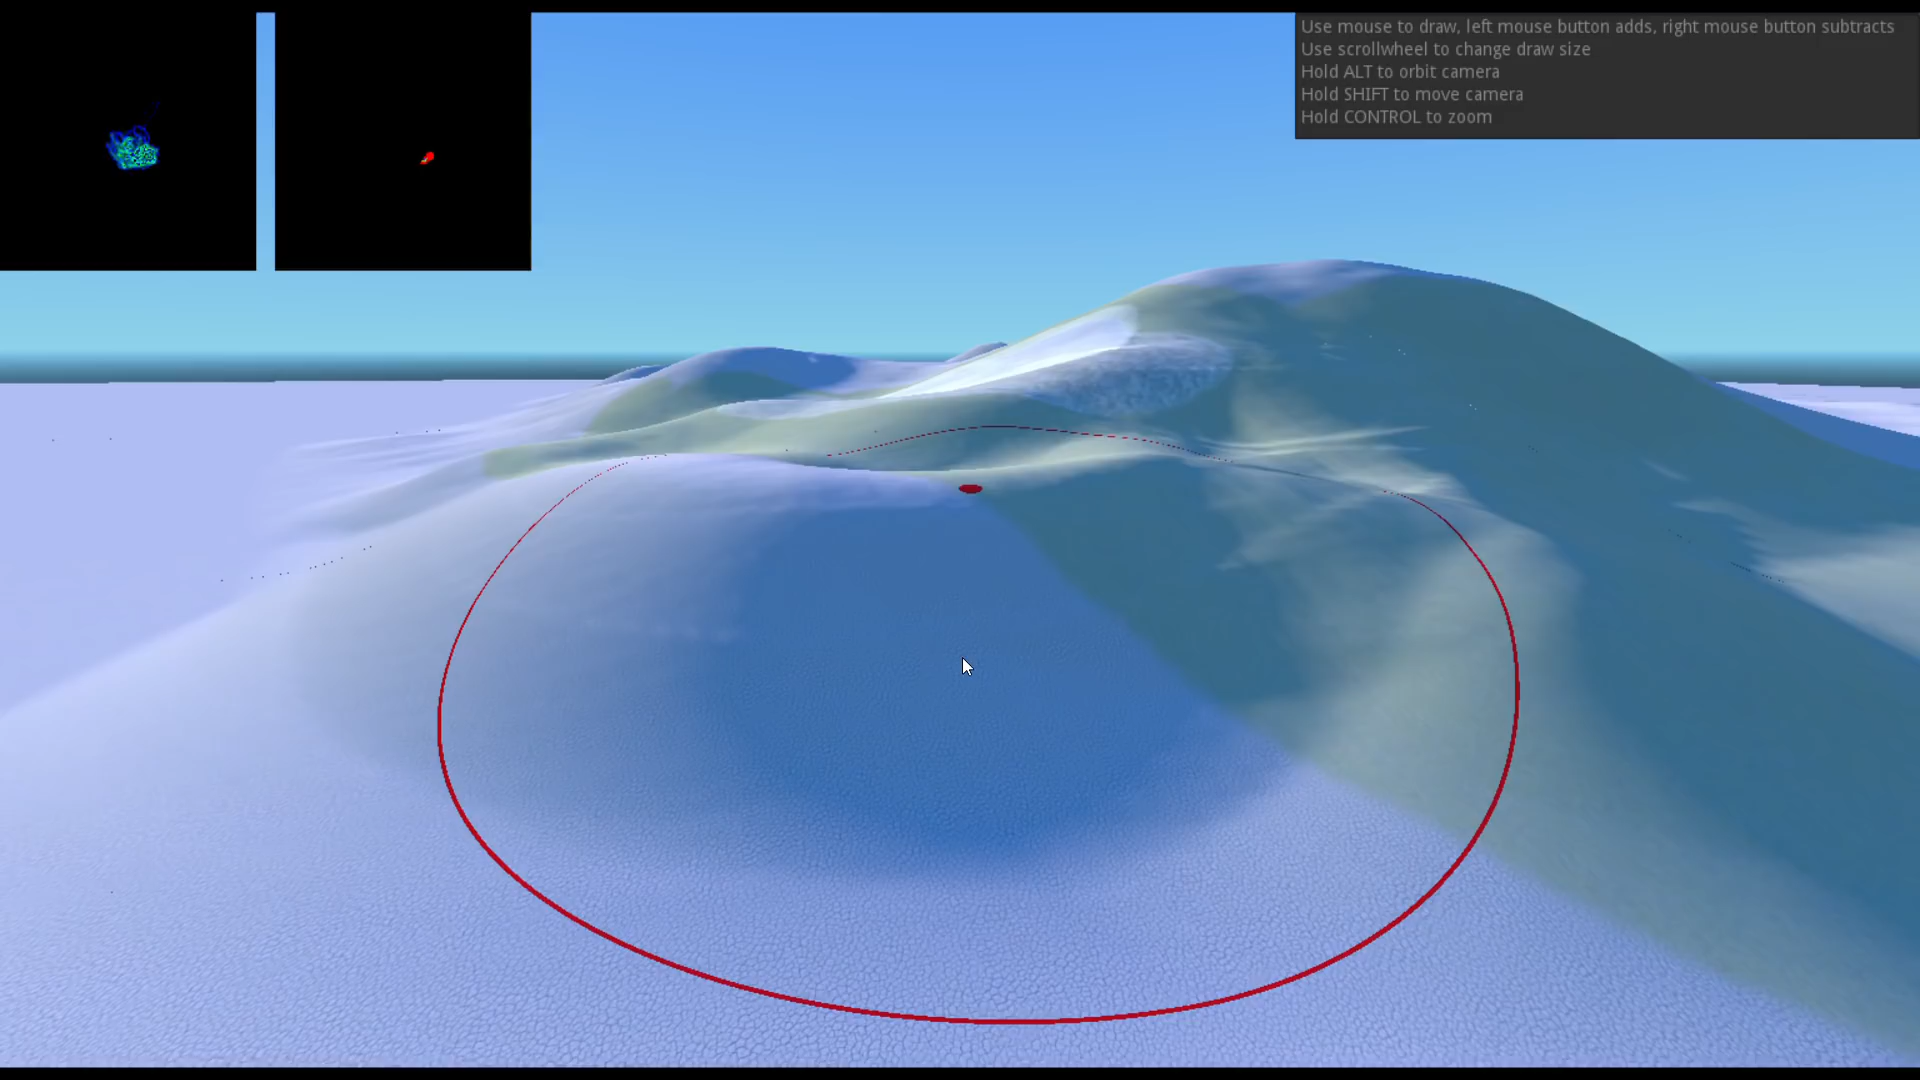 Use mouse to draw, left mouse button adds, right mouse button subtracts
Use scrollwheel to change draw size
Hold ALT to orbit camera
Hold SHIFT to move camera
Hold CONTROL to zoom